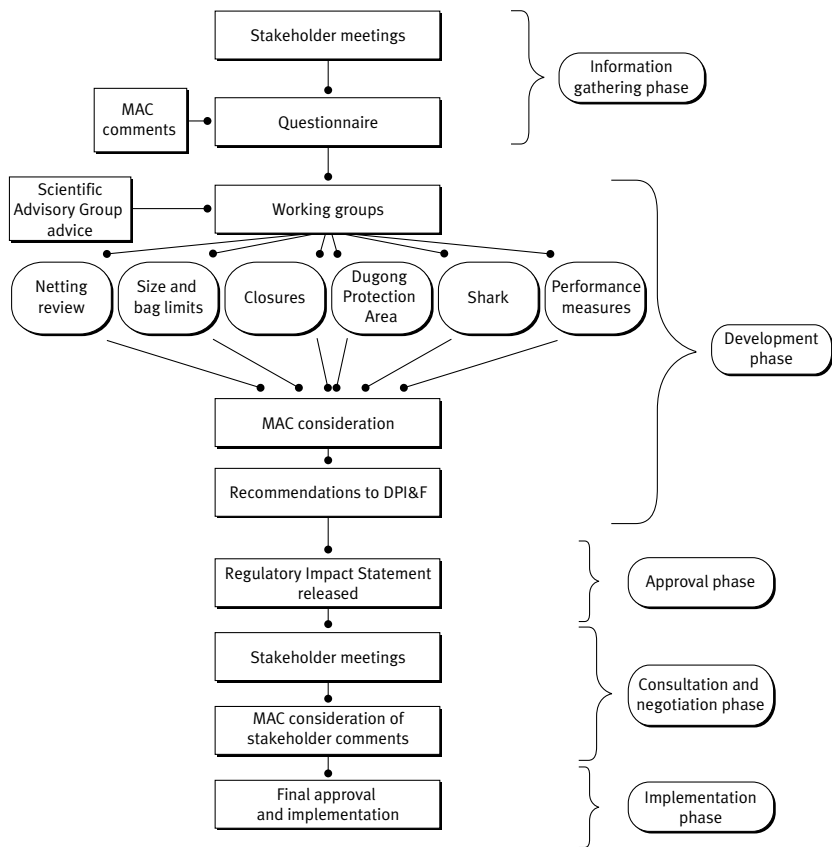 Stakeholder meetings
Information
gathering phase
MAC
comments
Questionnaire
Scientific
Advisory Group
advice
Working groups
Netting
review
Size and
bag limits
Closures
Dugong
Protection
Area
Shark
Performance
measures
Development
phase
MAC consideration
Recommendations to DPI&F
Regulatory Impact Statement
released
Approval phase
Stakeholder meetings
Consultation and
negotiation phase
MAC consideration of
stakeholder comments
Final approval
and implementation
Implementation
phase